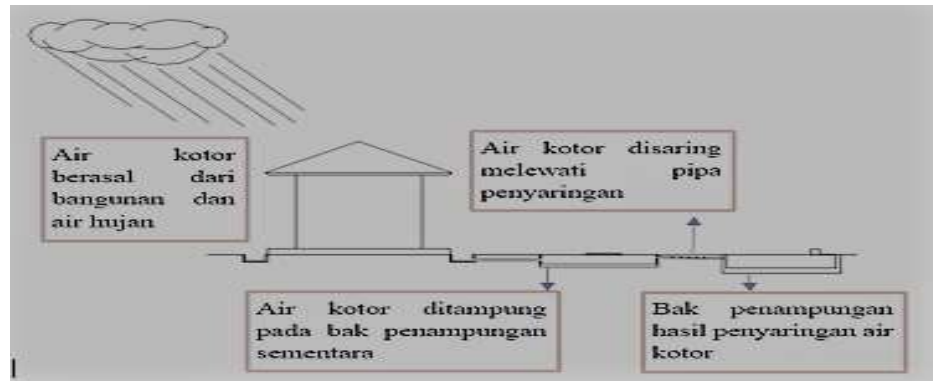 Air kotor
berasal dari
bangunan dan
air hujan
Air kotor disaring
melewati pipa
penyaringan
Air kotor ditampung
pada bak penampungan
sementara
Bak penampungan
hasil penyaringan air
kotor